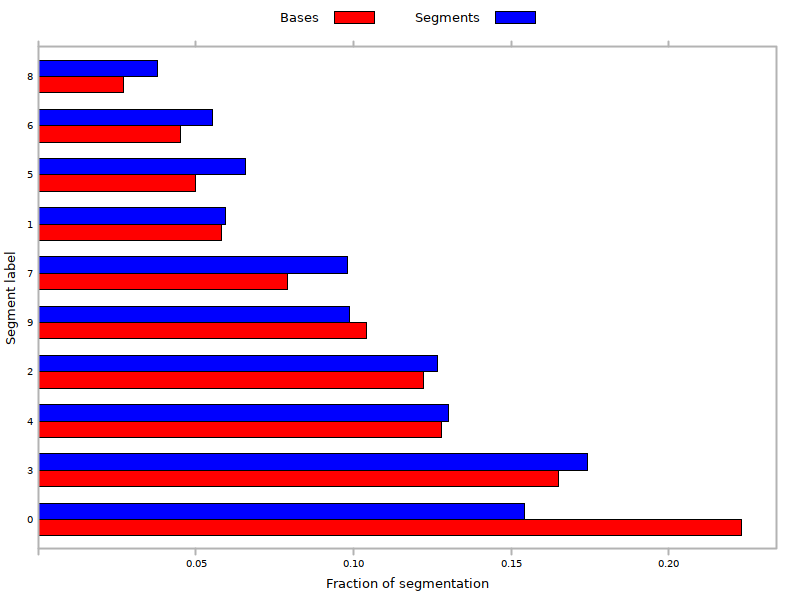 Bases Segments
Segment label
8
6
5
1
7
9
2
4
3
0
0.05 0.10 0.15 0.20
Fraction of segmentation